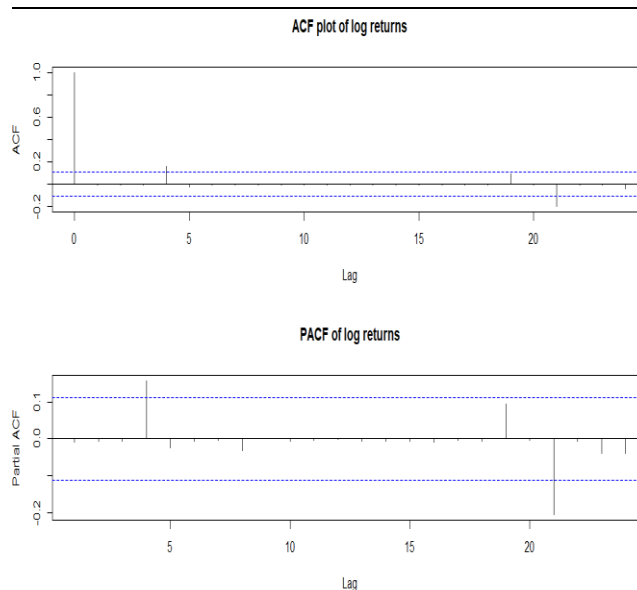 ACF plot of log returns
ACF
1.0
0.6
0.2
-0.2
0 5 10 15 20
Lag
PACF of log returns
Partial ACF
0.1
0.0
-0.2
5 10 15 20
Lag